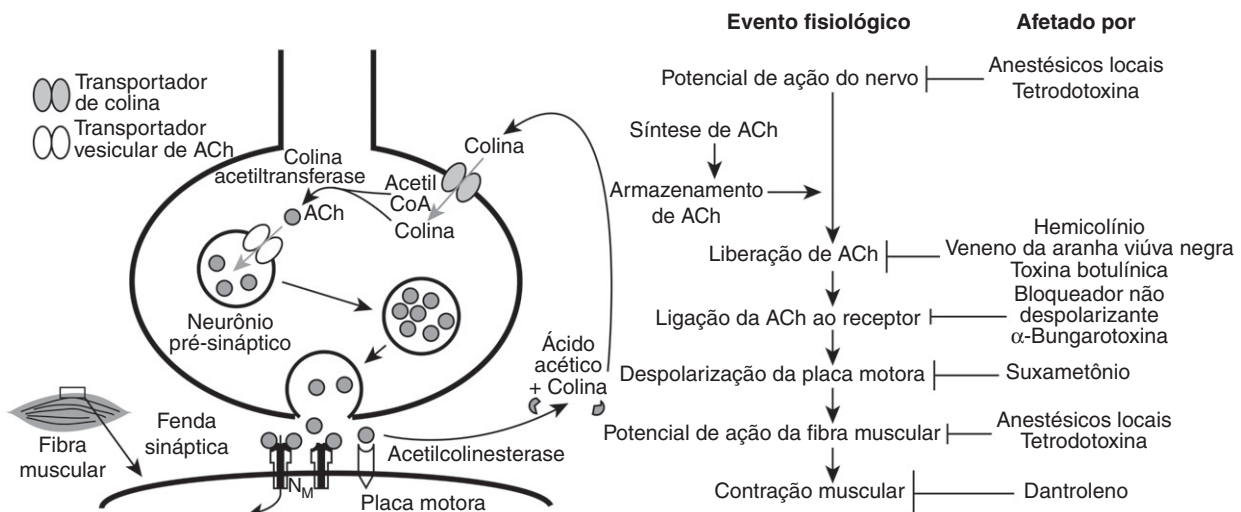 Transportador
de colina
Transportador
vesicular de ACh
Colina
acetiltransferase
Acetil
CoA
Colina
Colina
ACh
Neurônio
pré-sináptico
Fenda
sináptica
Fibra
muscular
Ácido
acético
+ Colina
Acetilcolinesterase
N_M
Placa motora
Evento fisiológico
Afetado por
Potencial de ação do nervo
Anestésicos locais
Tetrodotoxina
Síntese de ACh
Armazenamento
de ACh
Liberação de ACh
Hemicolínio
Veneno da aranha viúva negra
Toxina botulínica
Ligação da ACh ao receptor
Bloqueador não
despolarizante
α-Bungarotoxina
Despolarização da placa motora
Suxametônio
Potencial de ação da fibra muscular
Anestésicos locais
Tetrodotoxina
Contração muscular
Dantroleno